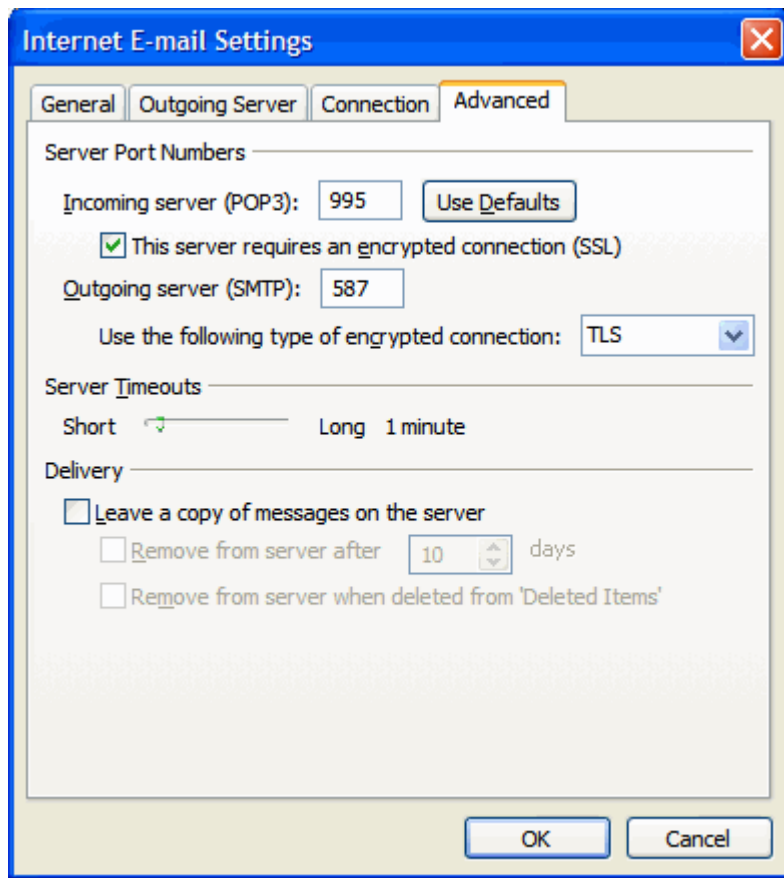 Internet E-mail Settings
General Outgoing Server Connection Advanced
Server Port Numbers
Incoming server (POP3): 995 Use Defaults
This server requires an encrypted connection (SSL)
Outgoing server (SMTP): 587
Use the following type of encrypted connection: TLS
Server Timeouts
Short Long 1 minute
Delivery
Leave a copy of messages on the server
Remove from server after 10 days
Remove from server when deleted from 'Deleted Items'
OK Cancel